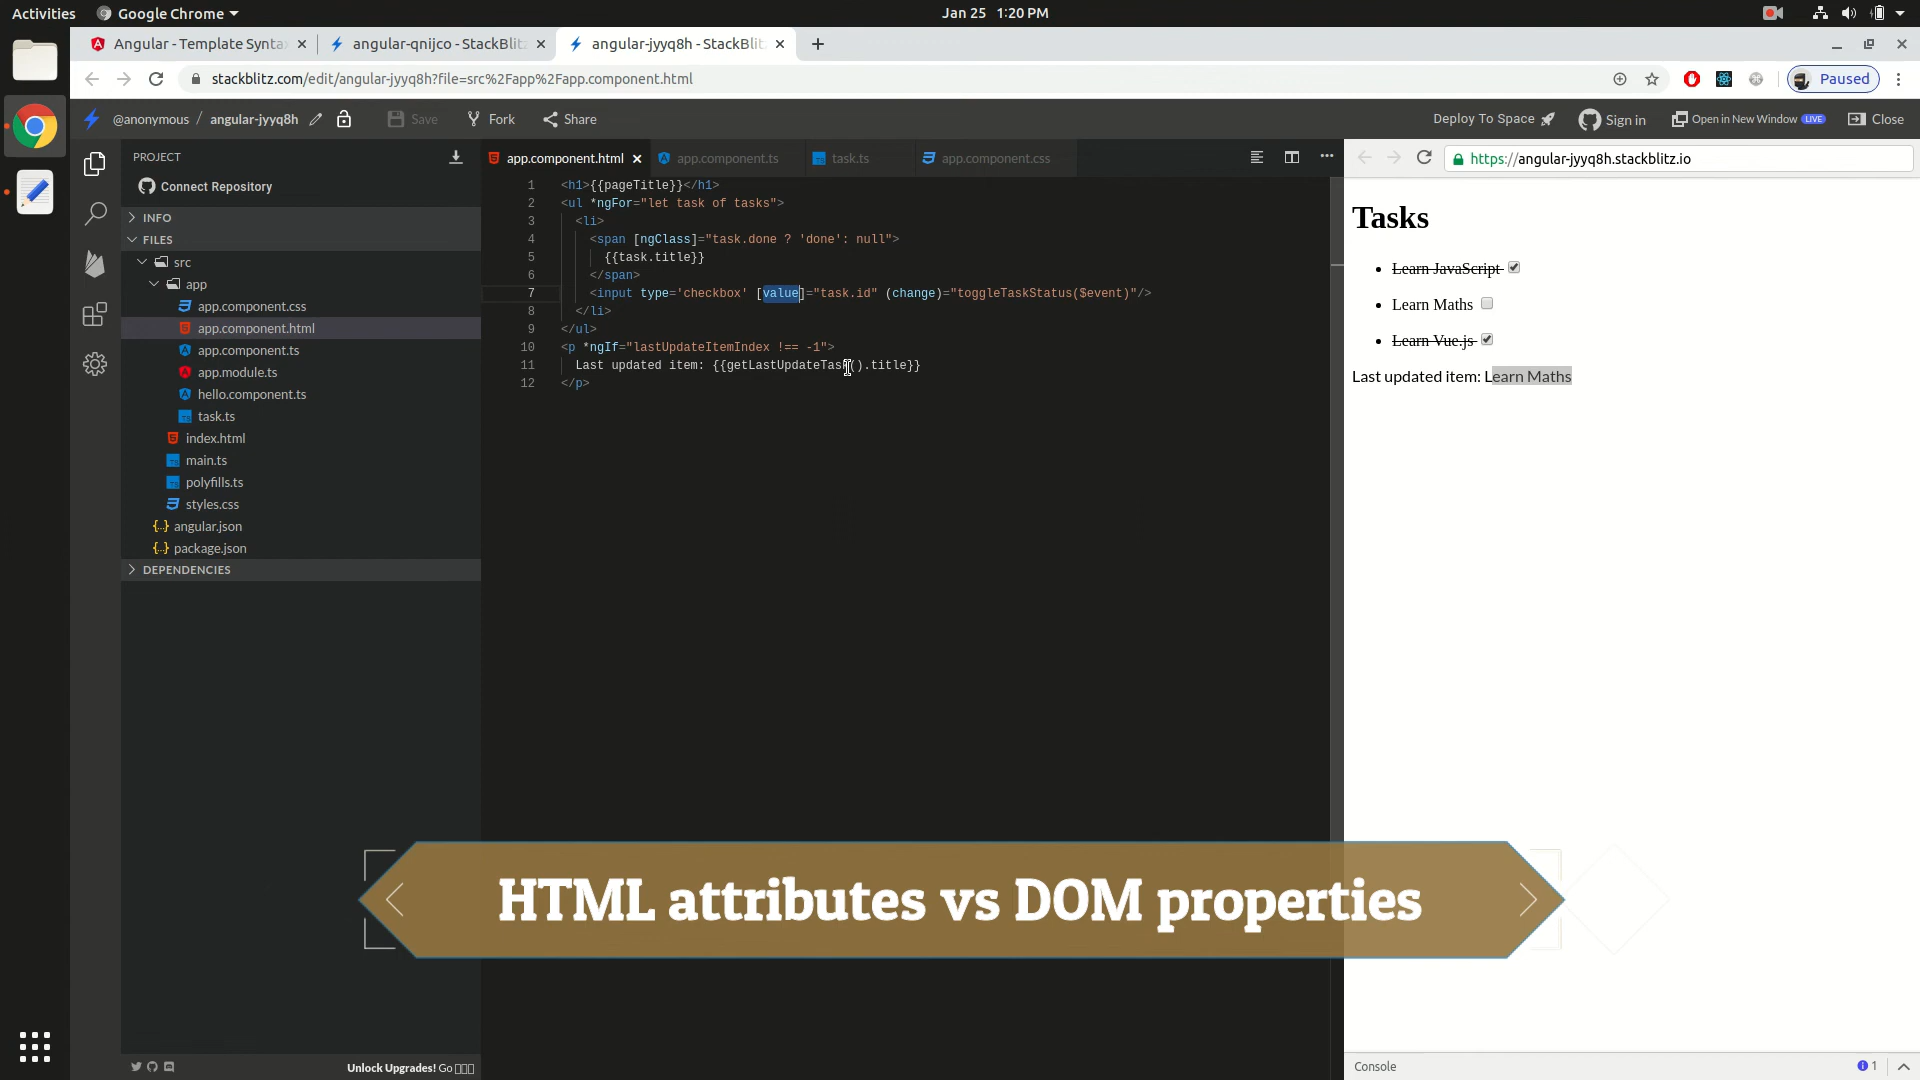 Activities Google Chrome Jan 25 1:20 PM
Angular - Template Syntax angular-qnijco - StackBlitz angular-jyyq8h - StackBlitz
stackblitz.com/edit/angular-jyyq8h?file=src%2Fapp%2Fapp.component.html Paused
@anonymous / angular-jyyq8h Save Fork Share Deploy To Space Sign in Open in New Window LIVE Close
PROJECT
Connect Repository
INFO
FILES
src
app
app.component.css
app.component.html
app.component.ts
app.module.ts
hello.component.ts
task.ts
index.html
main.ts
polyfills.ts
styles.css
{..} angular.json
{..} package.json
DEPENDENCIES
Unlock Upgrades! Go
app.component.html app.component.ts task.ts app.component.css
1 <h1>{{pageTitle}}</h1>
2 <ul *ngFor="let task of tasks">
3 <li>
4 <span [ngClass]="task.done ? 'done': null">
5 {{task.title}}
6 </span>
7 <input type='checkbox' [value]="task.id" (change)="toggleTaskStatus($event)"/>
8 </li>
9 </ul>
10 <p *ngIf="lastUpdateItemIndex !== -1">
11 Last updated item: {{getLastUpdateTask().title}}
12 </p>
https://angular-jyyq8h.stackblitz.io
Tasks
Learn JavaScript
Learn Maths
Learn Vue.js
Last updated item: Learn Maths
HTML attributes vs DOM properties
Console 1